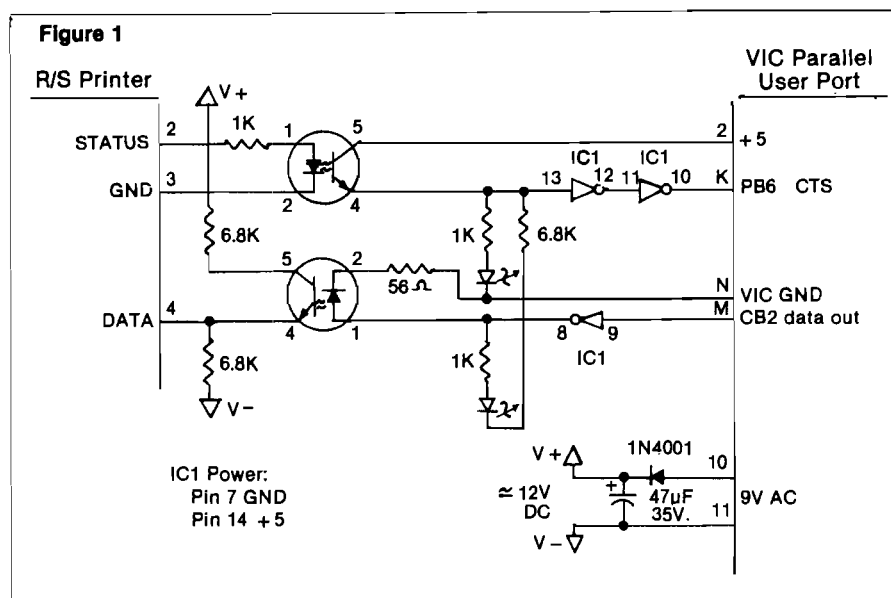 Figure 1
R/S Printer
VIC Parallel
User Port
V+
STATUS 2 1K 1 5 2 +5
IC1 IC1
GND 3 2 4 13 12 11 10 K PB6 CTS
6.8K 1K 6.8K
5 2 56 Ω N VIC GND
DATA 4 4 1 8 9 M CB2 data out
IC1
6.8K 1K
V-
V+ 1N4001 10
IC1 Power:
Pin 7 GND
Pin 14 +5
≃ 12V
DC
+
47µF
35V.
9V AC
11
V-